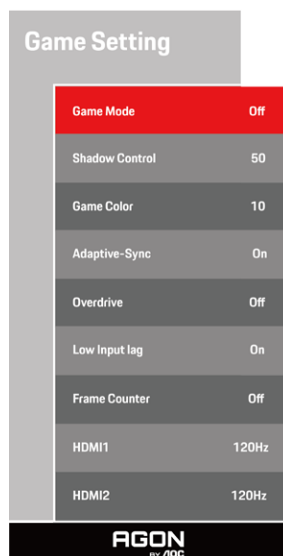 Game Setting
Game Mode Off
Shadow Control 50
Game Color 10
Adaptive-Sync On
Overdrive Off
Low Input lag On
Frame Counter Off
HDMI1 120Hz
HDMI2 120Hz
AGON
BY AOC